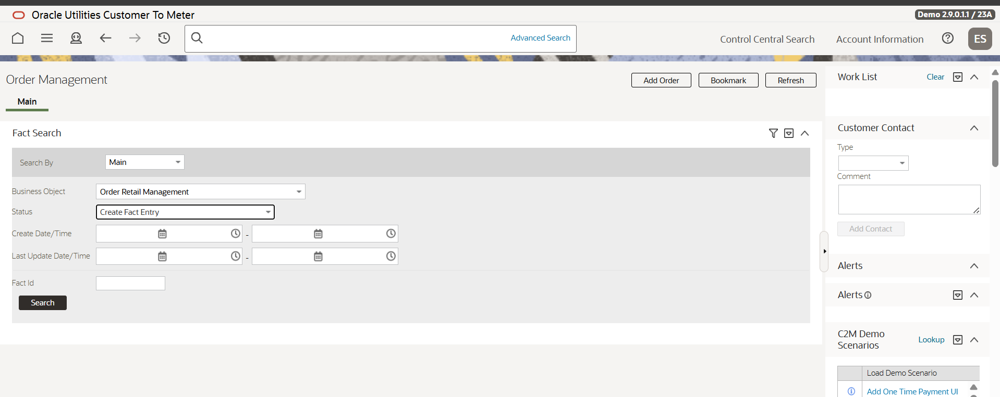 Oracle Utilities Customer To Meter
Demo 2.9.0.1.1 / 23A
Advanced Search
Control Central Search
Account Information
ES
Order Management
Add Order
Bookmark
Refresh
Main
Fact Search
Search By
Main
Business Object
Order Retail Management
Status
Create Fact Entry
Create Date/Time
-
Last Update Date/Time
-
Fact Id
Search
Work List
Clear
Customer Contact
Type
Comment
Add Contact
Alerts
Alerts
C2M Demo
Scenarios
Lookup
Load Demo Scenario
Add One Time Payment UI